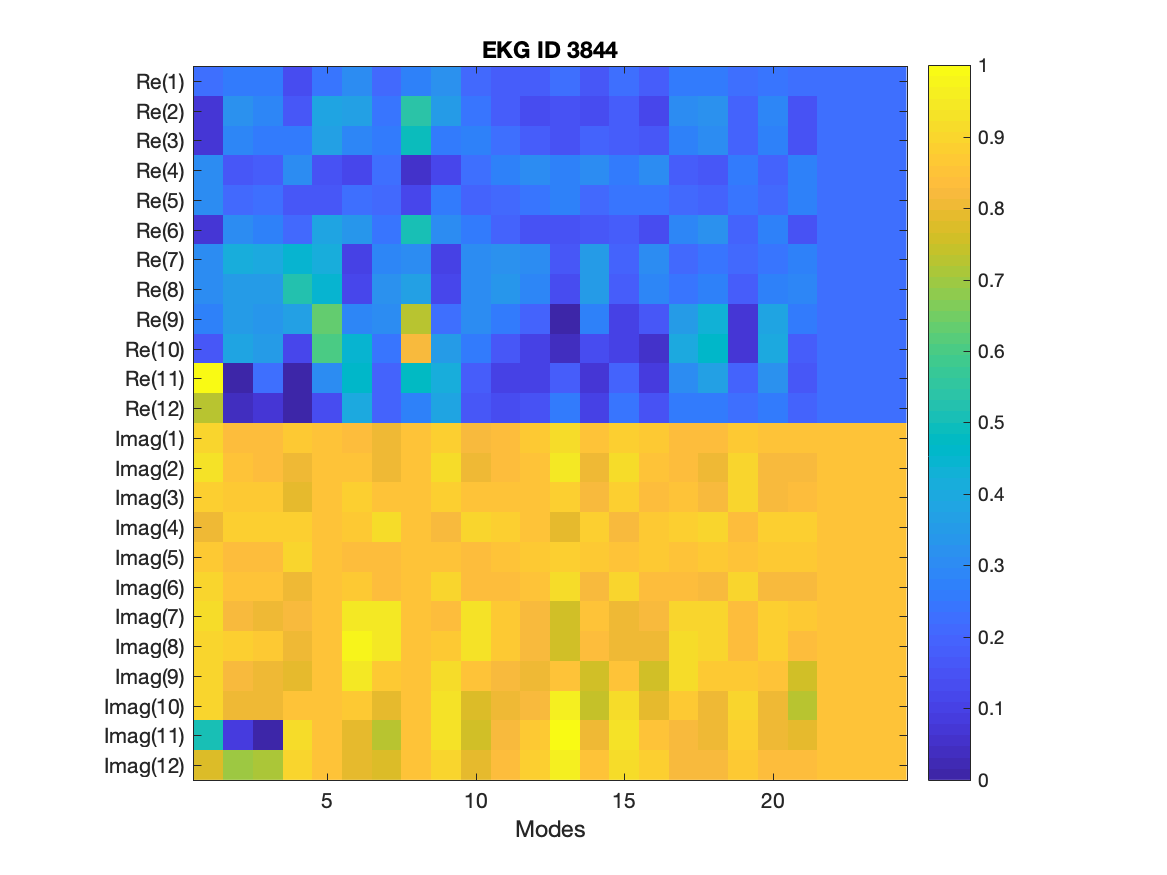 EKG ID 3844
Re(1)
Re(2)
Re(3)
Re(4)
Re(5)
Re(6)
Re(7)
Re(8)
Re(9)
Re(10)
Re(11)
Re(12)
Imag(1)
Imag(2)
Imag(3)
Imag(4)
Imag(5)
Imag(6)
Imag(7)
Imag(8)
Imag(9)
Imag(10)
Imag(11)
Imag(12)
5 10 15 20
Modes
1
0.9
0.8
0.7
0.6
0.5
0.4
0.3
0.2
0.1
0